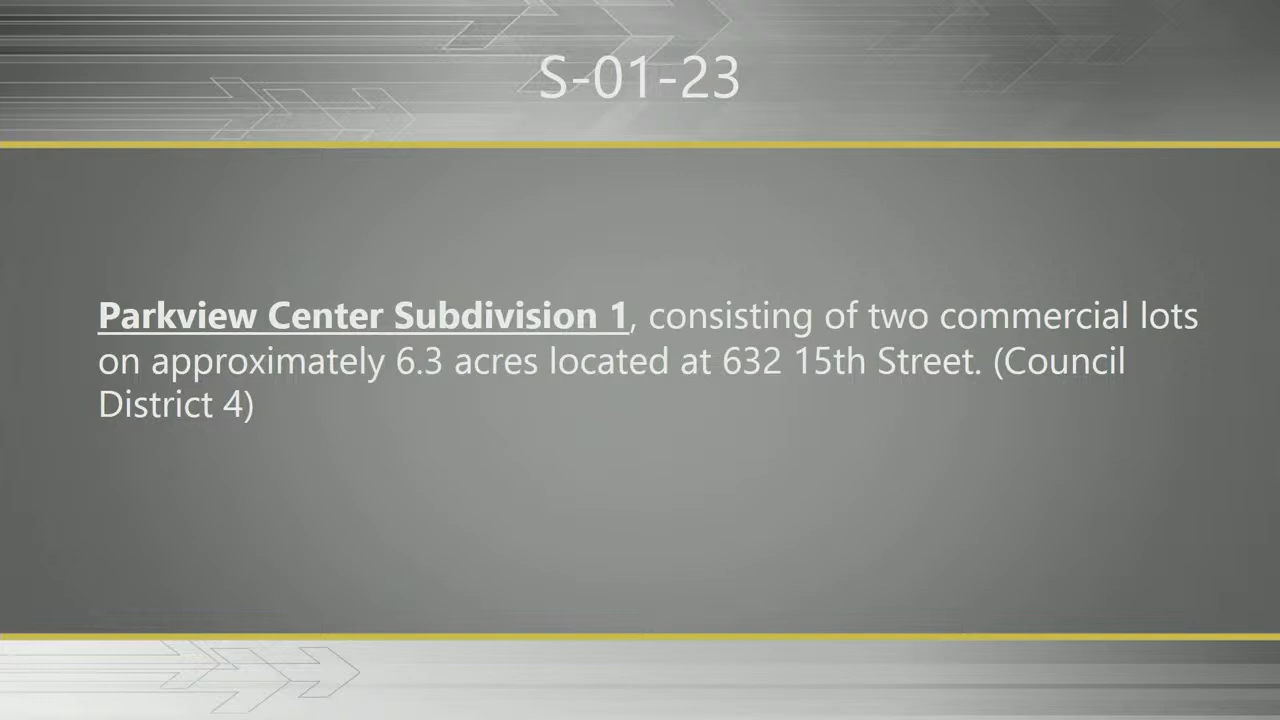 S-01-23
Parkview Center Subdivision 1, consisting of two commercial lots
on approximately 6.3 acres located at 632 15th Street. (Council
District 4)